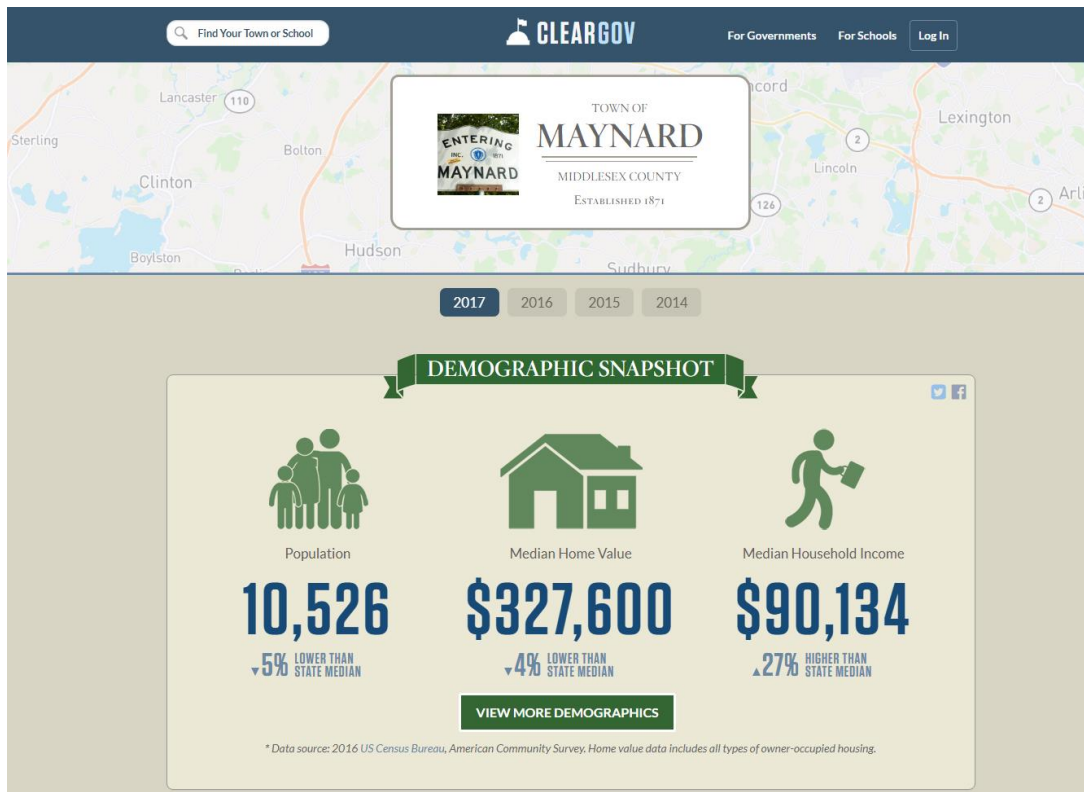 Find Your Town or School
CLEARGOV
For Governments
For Schools
Log In
Lancaster
110
Sterling
Bolton
Clinton
Boylston
Hudson
Sudbury
Lexington
2
Lincoln
126
2
ENTERING
INC. 1871
MAYNARD
TOWN OF
MAYNARD
MIDDLESEX COUNTY
ESTABLISHED 1871
2017
2016
2015
2014
DEMOGRAPHIC SNAPSHOT
Population
10,526
▼5% LOWER THAN
STATE MEDIAN
Median Home Value
$327,600
▼4% LOWER THAN
STATE MEDIAN
Median Household Income
$90,134
▲27% HIGHER THAN
STATE MEDIAN
VIEW MORE DEMOGRAPHICS
* Data source: 2016 US Census Bureau, American Community Survey. Home value data includes all types of owner-occupied housing.